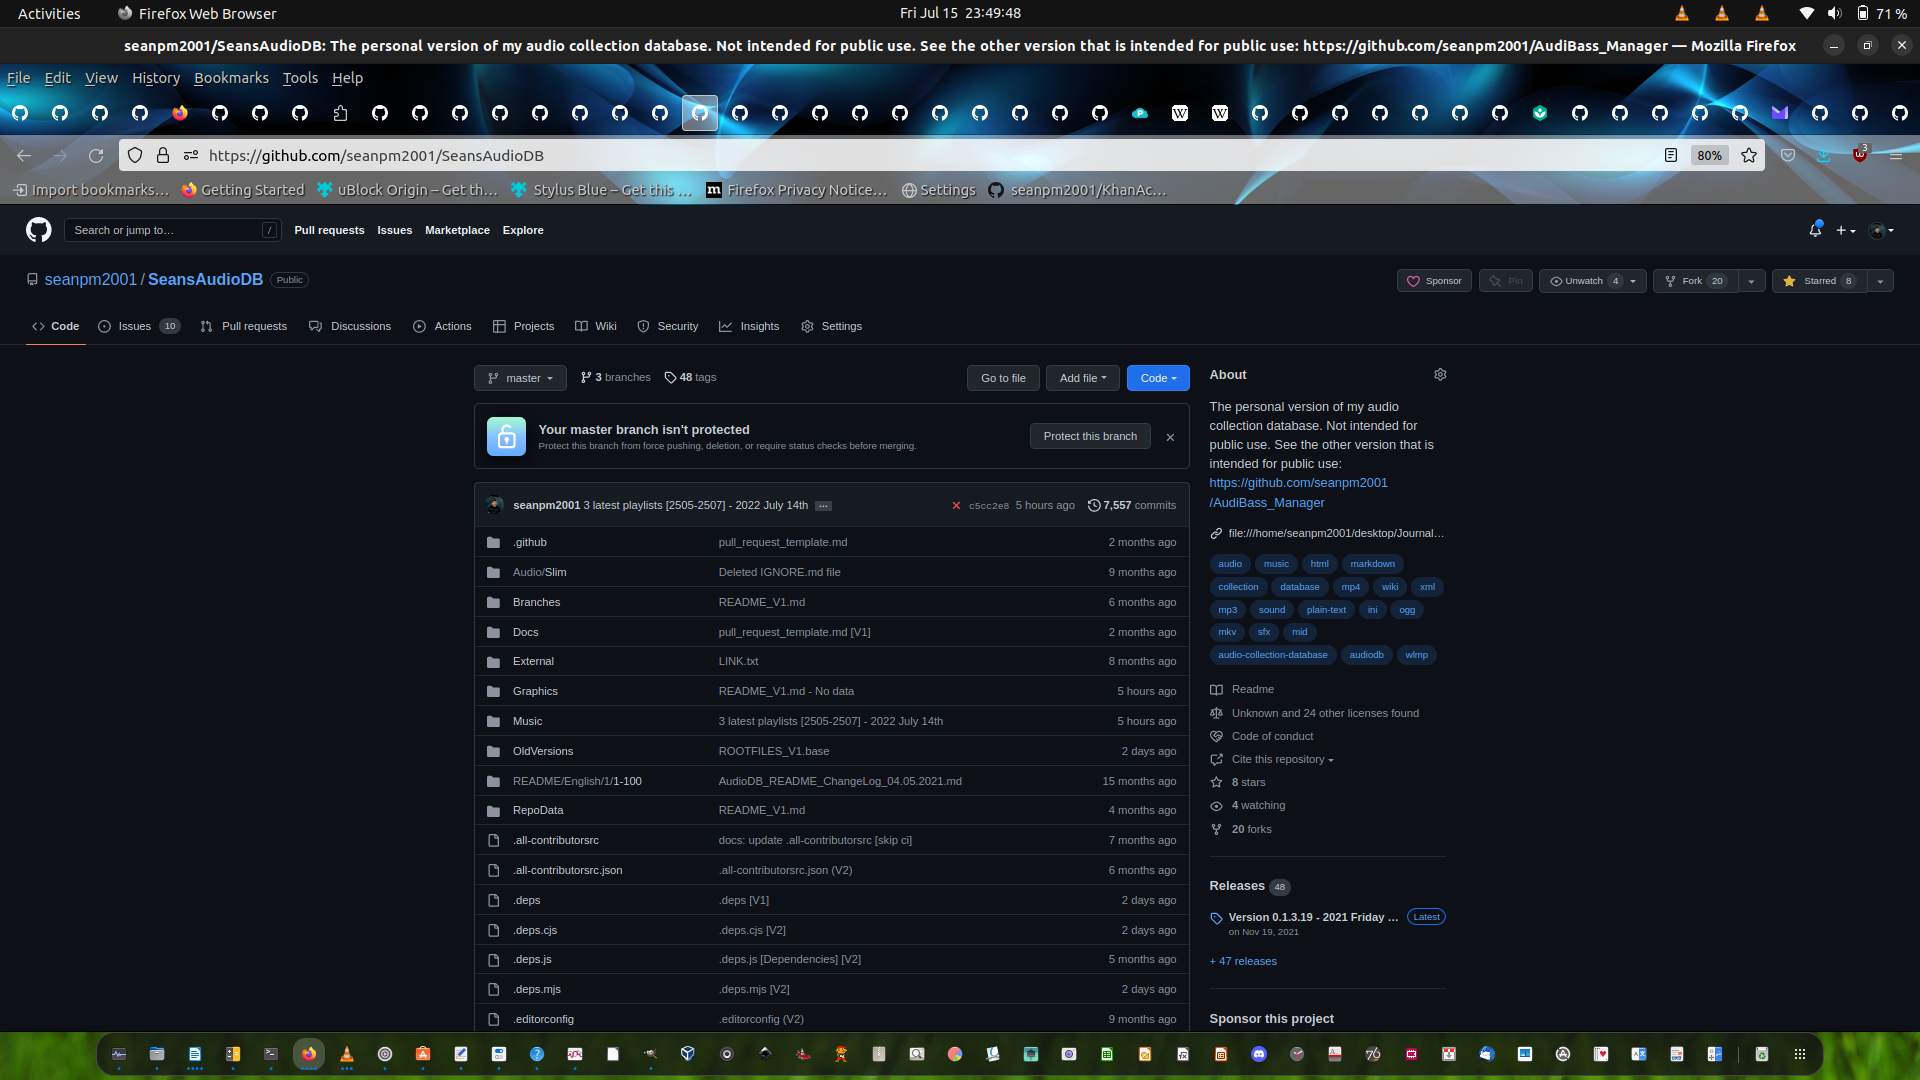 Activities Firefox Web Browser Fri Jul 15 23:49:48 71 %
seanpm2001/SeansAudioDB: The personal version of my audio collection database. Not intended for public use. See the other version that is intended for public use: https://github.com/seanpm2001/AudiBass_Manager — Mozilla Firefox
File Edit View History Bookmarks Tools Help
https://github.com/seanpm2001/SeansAudioDB 80% 3
Import bookmarks… Getting Started uBlock Origin – Get th… Stylus Blue – Get this … Firefox Privacy Notice… Settings seanpm2001/KhanAc…
Search or jump to… / Pull requests Issues Marketplace Explore
seanpm2001 / SeansAudioDB Public Sponsor Pin Unwatch 4 Fork 20 Starred 8
Code Issues 10 Pull requests Discussions Actions Projects Wiki Security Insights Settings
master 3 branches 48 tags Go to file Add file Code
Your master branch isn't protected
Protect this branch from force pushing, deletion, or require status checks before merging.
Protect this branch
seanpm2001 3 latest playlists [2505-2507] - 2022 July 14th … c5cc2e8 5 hours ago 7,557 commits
.github pull_request_template.md 2 months ago
Audio/Slim Deleted IGNORE.md file 9 months ago
Branches README_V1.md 6 months ago
Docs pull_request_template.md [V1] 2 months ago
External LINK.txt 8 months ago
Graphics README_V1.md - No data 5 hours ago
Music 3 latest playlists [2505-2507] - 2022 July 14th 5 hours ago
OldVersions ROOTFILES_V1.base 2 days ago
README/English/1/1-100 AudioDB_README_ChangeLog_04.05.2021.md 15 months ago
RepoData README_V1.md 4 months ago
.all-contributorsrc docs: update .all-contributorsrc [skip ci] 7 months ago
.all-contributorsrc.json .all-contributorsrc.json (V2) 6 months ago
.deps .deps [V1] 2 days ago
.deps.cjs .deps.cjs [V2] 2 days ago
.deps.js .deps.js [Dependencies] [V2] 5 months ago
.deps.mjs .deps.mjs [V2] 2 days ago
.editorconfig .editorconfig (V2) 9 months ago
About
The personal version of my audio
collection database. Not intended for
public use. See the other version that is
intended for public use:
https://github.com/seanpm2001
/AudiBass_Manager
file:///home/seanpm2001/desktop/Journal…
audio music html markdown
collection database mp4 wiki xml
mp3 sound plain-text ini ogg
mkv sfx mid
audio-collection-database audiodb wlmp
Readme
Unknown and 24 other licenses found
Code of conduct
Cite this repository
8 stars
4 watching
20 forks
Releases 48
Version 0.1.3.19 - 2021 Friday … Latest
on Nov 19, 2021
+ 47 releases
Sponsor this project